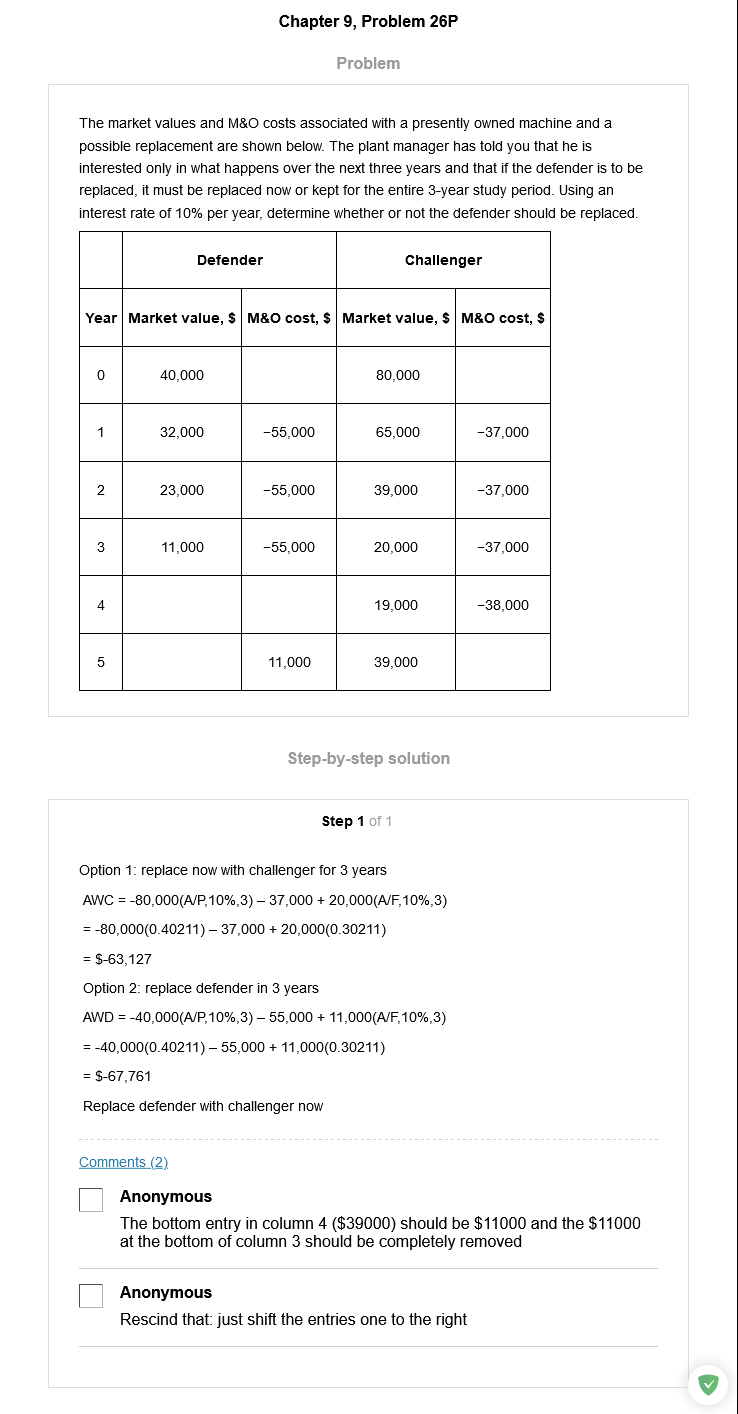 Chapter 9, Problem 26P
Problem
The market values and M&O costs associated with a presently owned machine and a
possible replacement are shown below. The plant manager has told you that he is
interested only in what happens over the next three years and that if the defender is to be
replaced, it must be replaced now or kept for the entire 3-year study period. Using an
interest rate of 10% per year, determine whether or not the defender should be replaced.
Defender Challenger
Year Market value, $ M&O cost, $ Market value, $ M&O cost, $
0 40,000 80,000
1 32,000 −55,000 65,000 −37,000
2 23,000 −55,000 39,000 −37,000
3 11,000 −55,000 20,000 −37,000
4 19,000 −38,000
5 11,000 39,000
Step-by-step solution
Step 1 of 1
Option 1: replace now with challenger for 3 years
AWC = -80,000(A/P,10%,3) – 37,000 + 20,000(A/F,10%,3)
= -80,000(0.40211) – 37,000 + 20,000(0.30211)
= $-63,127
Option 2: replace defender in 3 years
AWD = -40,000(A/P,10%,3) – 55,000 + 11,000(A/F,10%,3)
= -40,000(0.40211) – 55,000 + 11,000(0.30211)
= $-67,761
Replace defender with challenger now
Comments (2)
Anonymous
The bottom entry in column 4 ($39000) should be $11000 and the $11000
at the bottom of column 3 should be completely removed
Anonymous
Rescind that: just shift the entries one to the right